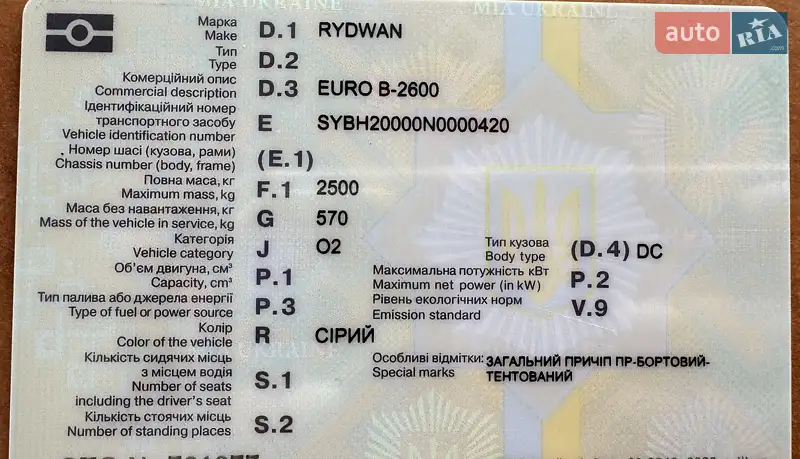 MIA UKRAINE
MIA UKRAINE
auto RIA .com
Марка
Make D.1 RYDWAN
Тип
Type D.2
Комерційний опис
Commercial description D.3 EURO B-2600
Ідентифікаційний номер
транспортного засобу
Vehicle identification number E SYBH20000N0000420
Номер шасі (кузова, рами)
Chassis number (body, frame) (E.1)
Повна маса, кг
Maximum mass, kg F.1 2500
Маса без навантаження, кг
Mass of the vehicle in service, kg G 570
Категорія
Vehicle category J O2
Тип кузова
Body type (D.4) DC
Об'єм двигуна, см³
Capacity, cm³ P.1
Максимальна потужність кВт
Maximum net power (in kW) P.2
Тип палива або джерела енергії
Type of fuel or power source P.3
Рівень екологічних норм
Emission standard V.9
Колір
Color of the vehicle R СІРИЙ
Кількість сидячих місць
з місцем водія
Number of seats
including the driver's seat S.1
Особливі відмітки: ЗАГАЛЬНИЙ ПРИЧІП ПР-БОРТОВИЙ-
Special marks ТЕНТОВАНИЙ
Кількість стоячих місць
Number of standing places S.2